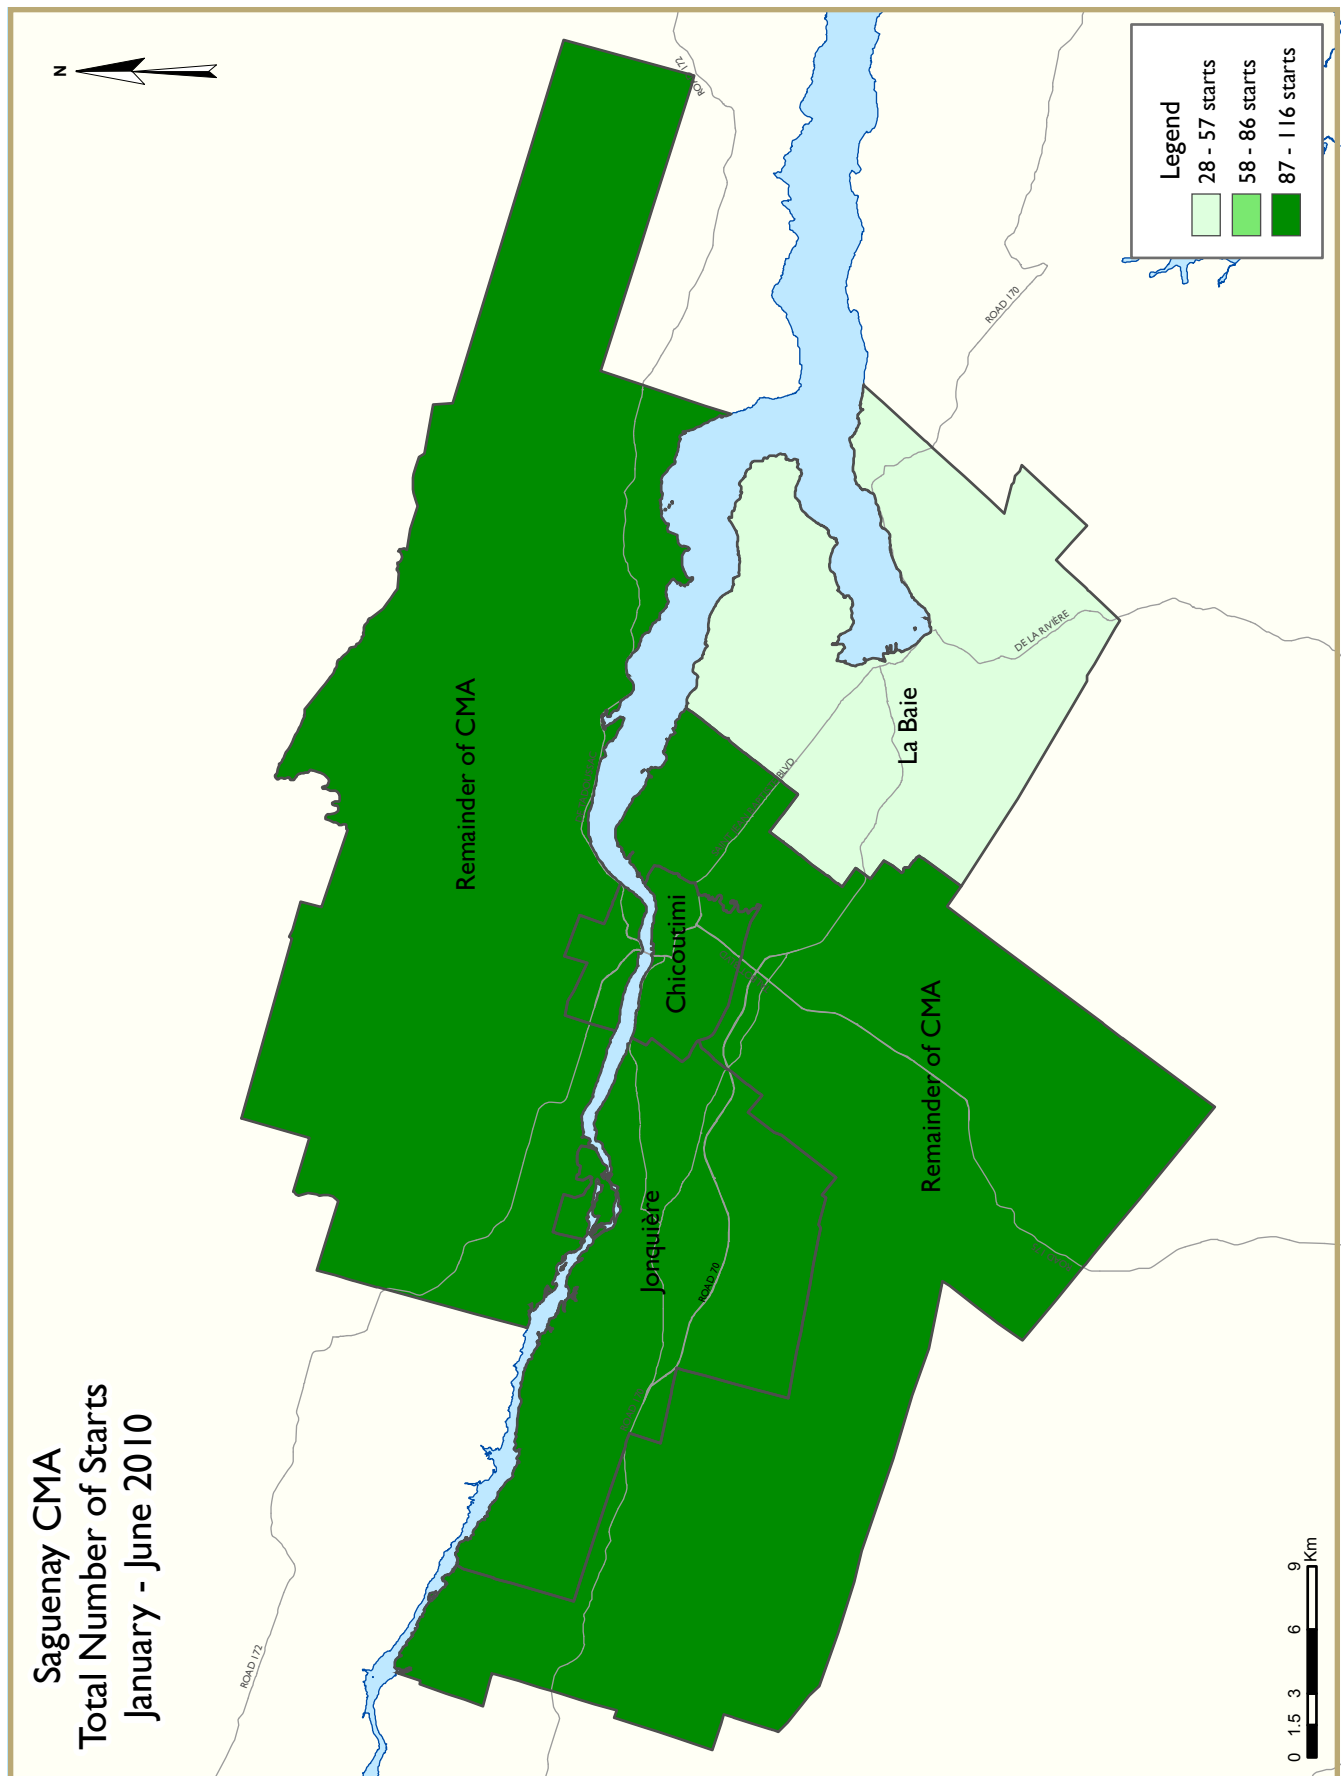 Saguenay CMA
Total Number of Starts
January - June 2010
N
ROAD 172
ROAD 172
Remainder of CMA
Chicoutimi
Jonquière
ROAD 70
Remainder of CMA
La Baie
BLVD
DE LA RIVIÈRE
ROAD 170
0 1.5 3 6 9
Km
Legend
28 - 57 starts
58 - 86 starts
87 - 116 starts